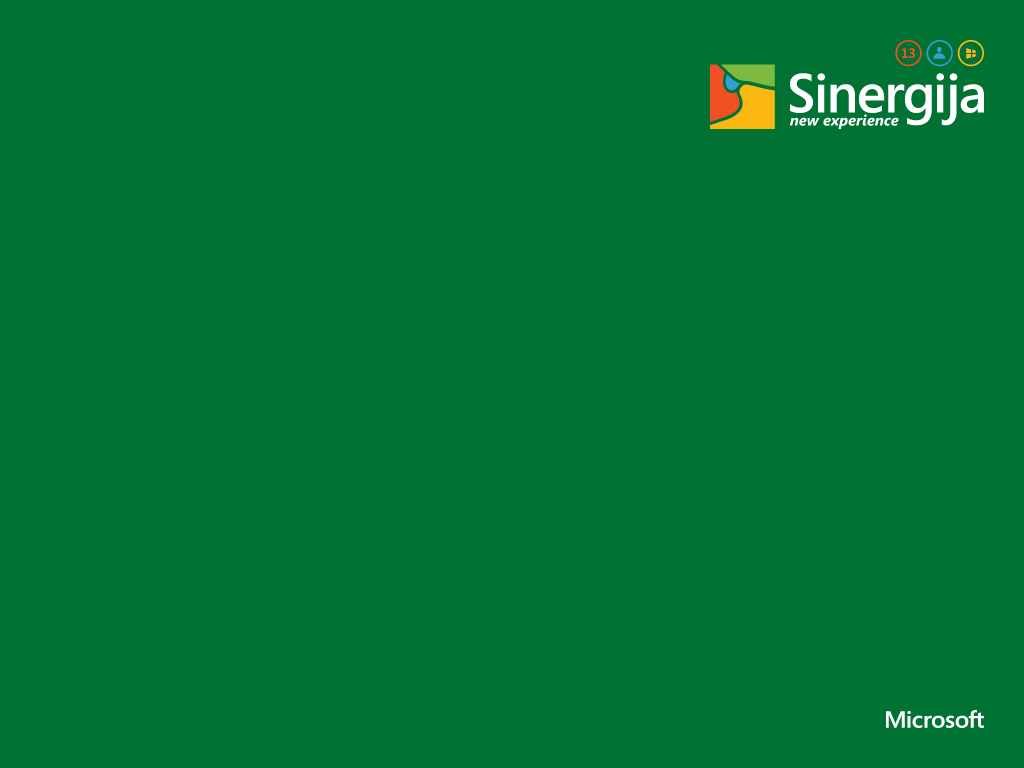 13
Sinergija
new experience
Microsoft